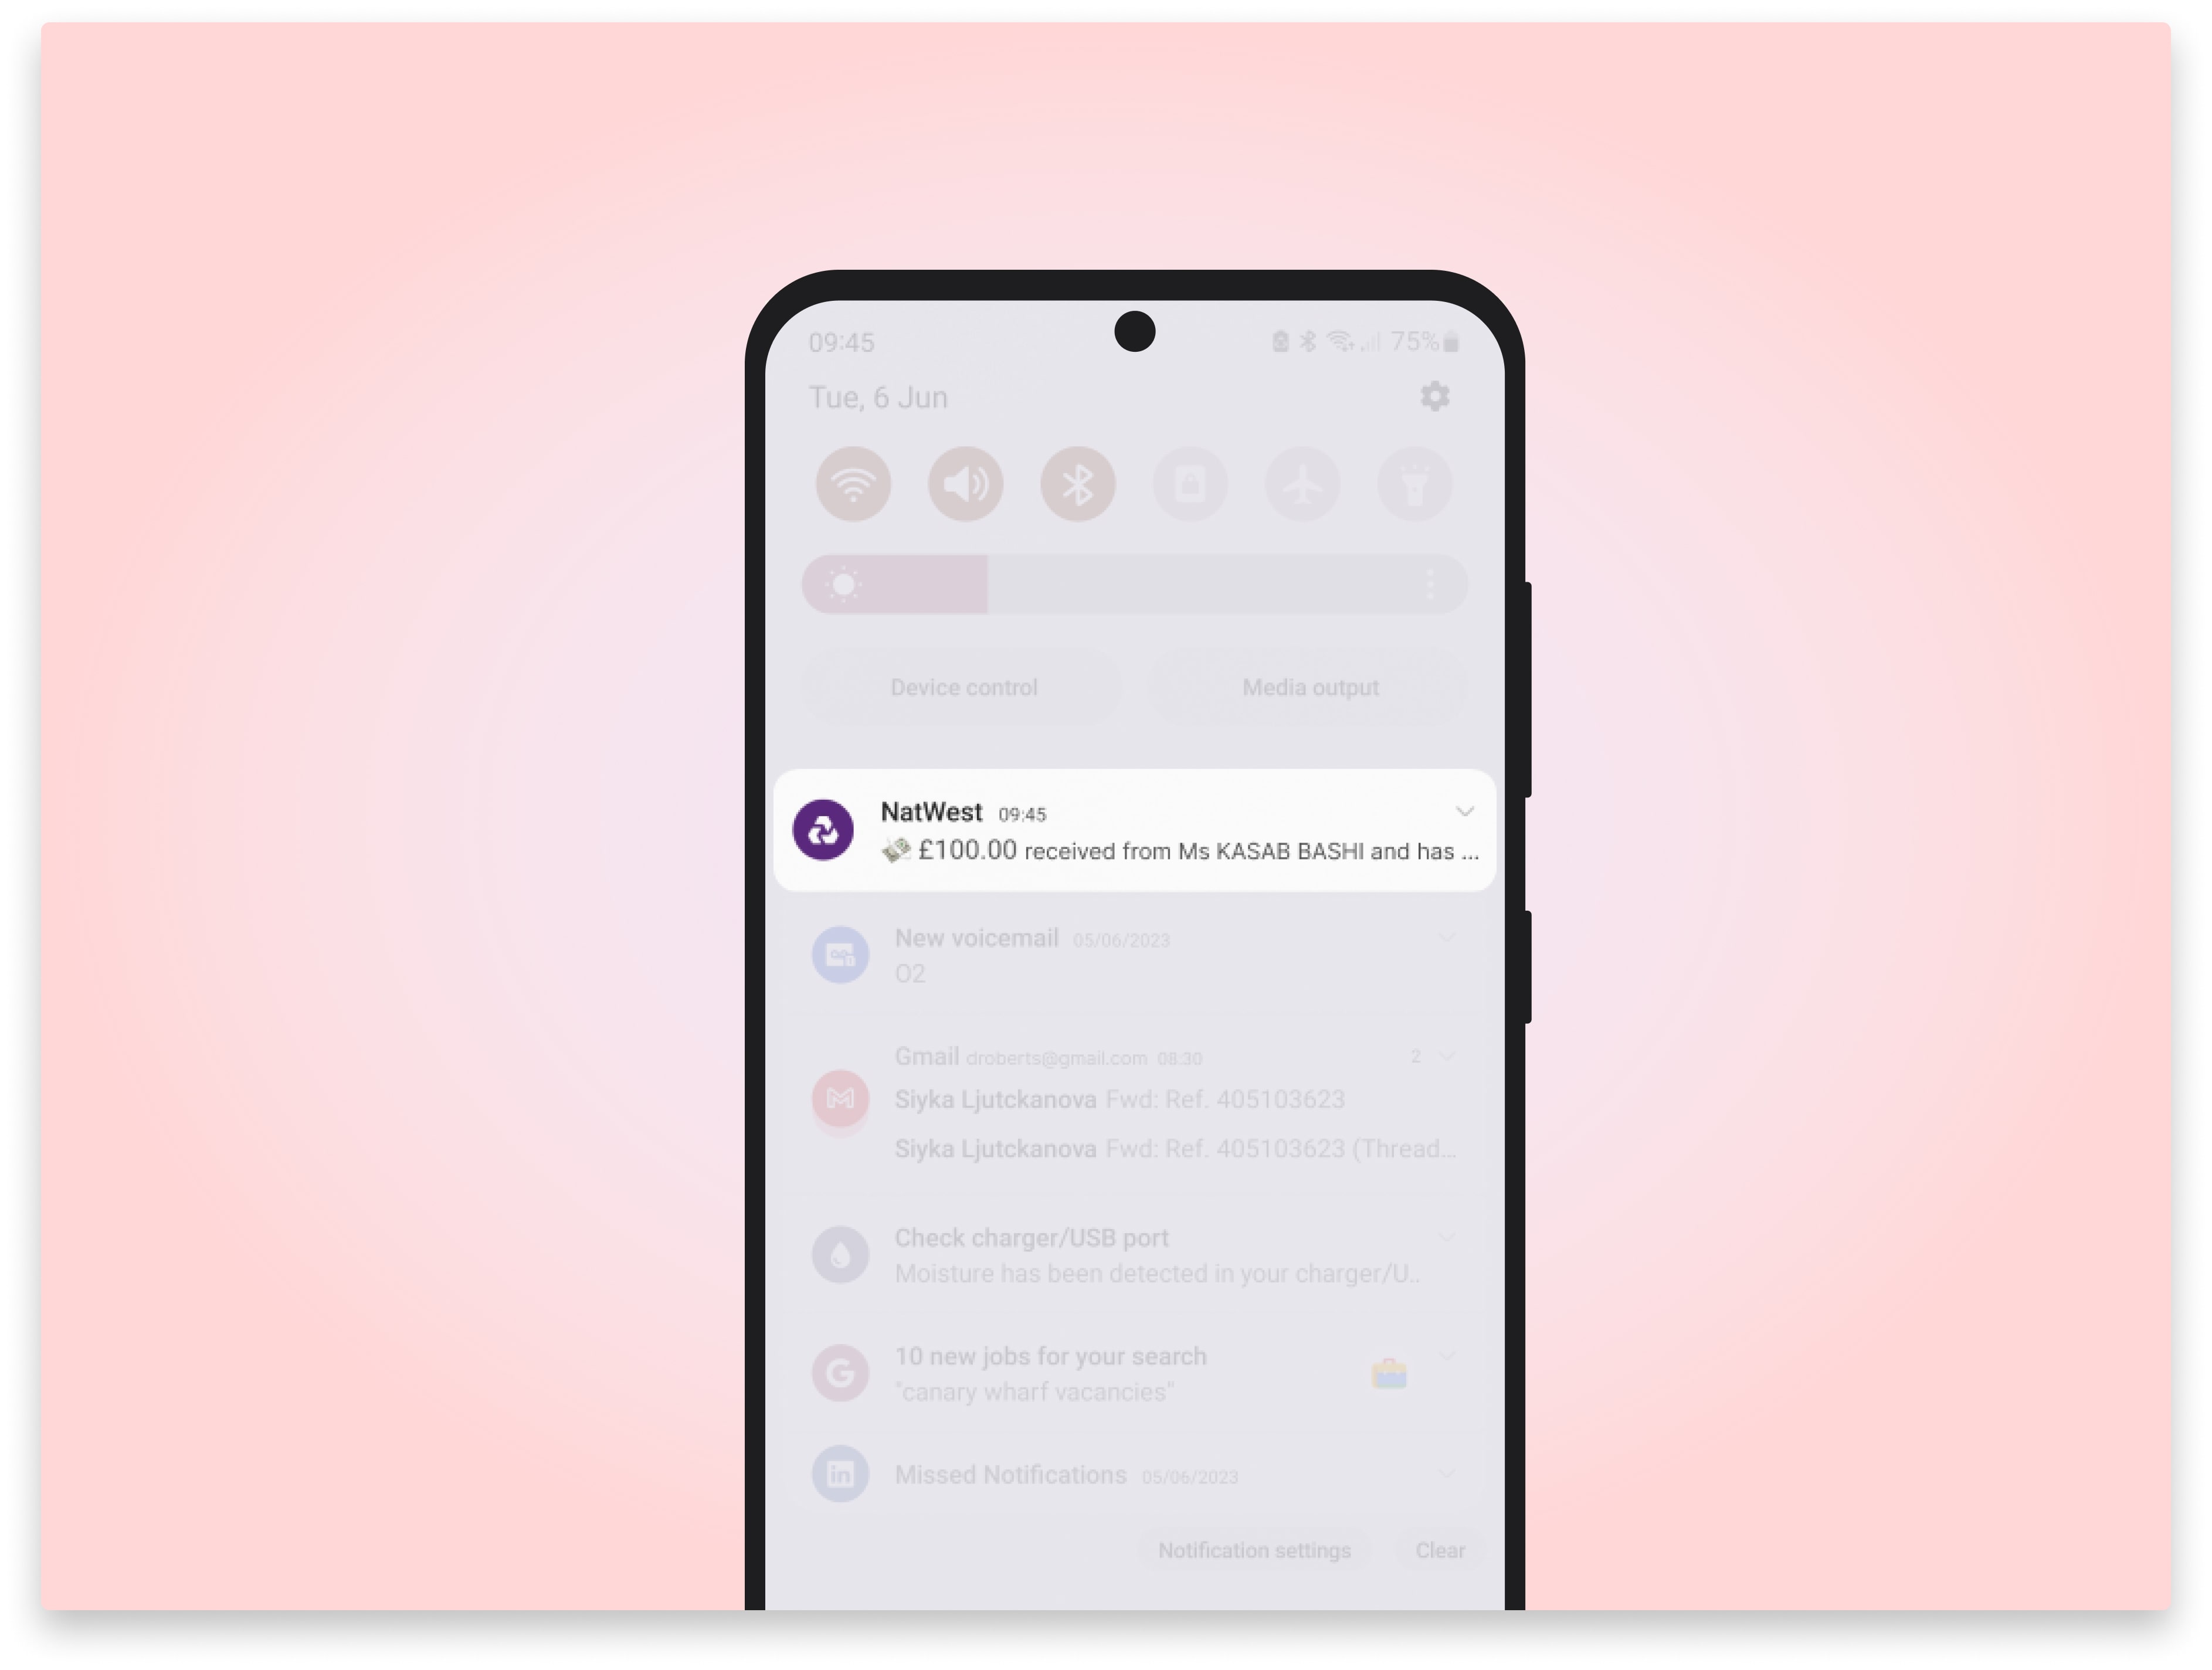 09:45 75%
Tue, 6 Jun
Device control Media output
NatWest 09:45
💸 £100.00 received from Ms KASAB BASHI and has ...
New voicemail 05/06/2023
O2
Gmail droberts@gmail.com 08:30 2
Siyka Ljutckanova Fwd: Ref. 405103623
Siyka Ljutckanova Fwd: Ref. 405103623 (Thread...
Check charger/USB port
Moisture has been detected in your charger/U..
10 new jobs for your search
"canary wharf vacancies"
Missed Notifications 05/06/2023
Notification settings Clear